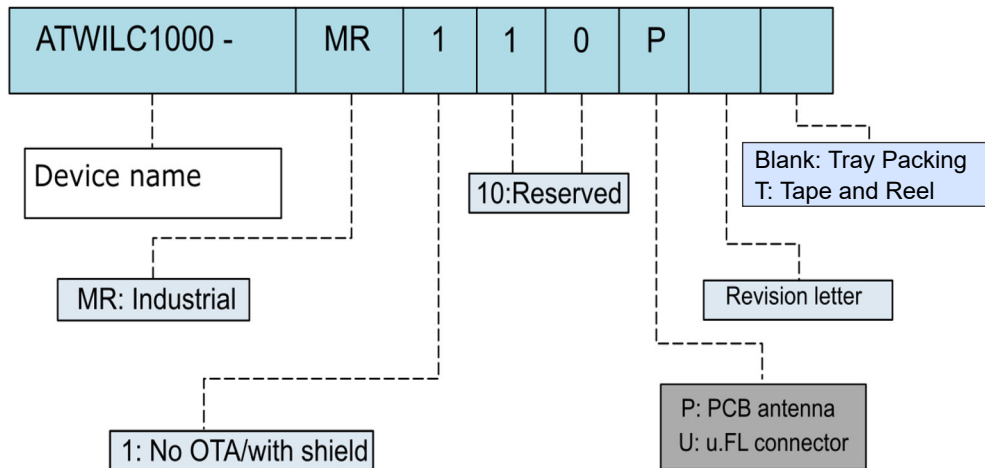 ATWILC1000 - MR 1 1 0 P
Device name
10:Reserved
Blank: Tray Packing
T: Tape and Reel
MR: Industrial
Revision letter
1: No OTA/with shield
P: PCB antenna
U: u.FL connector